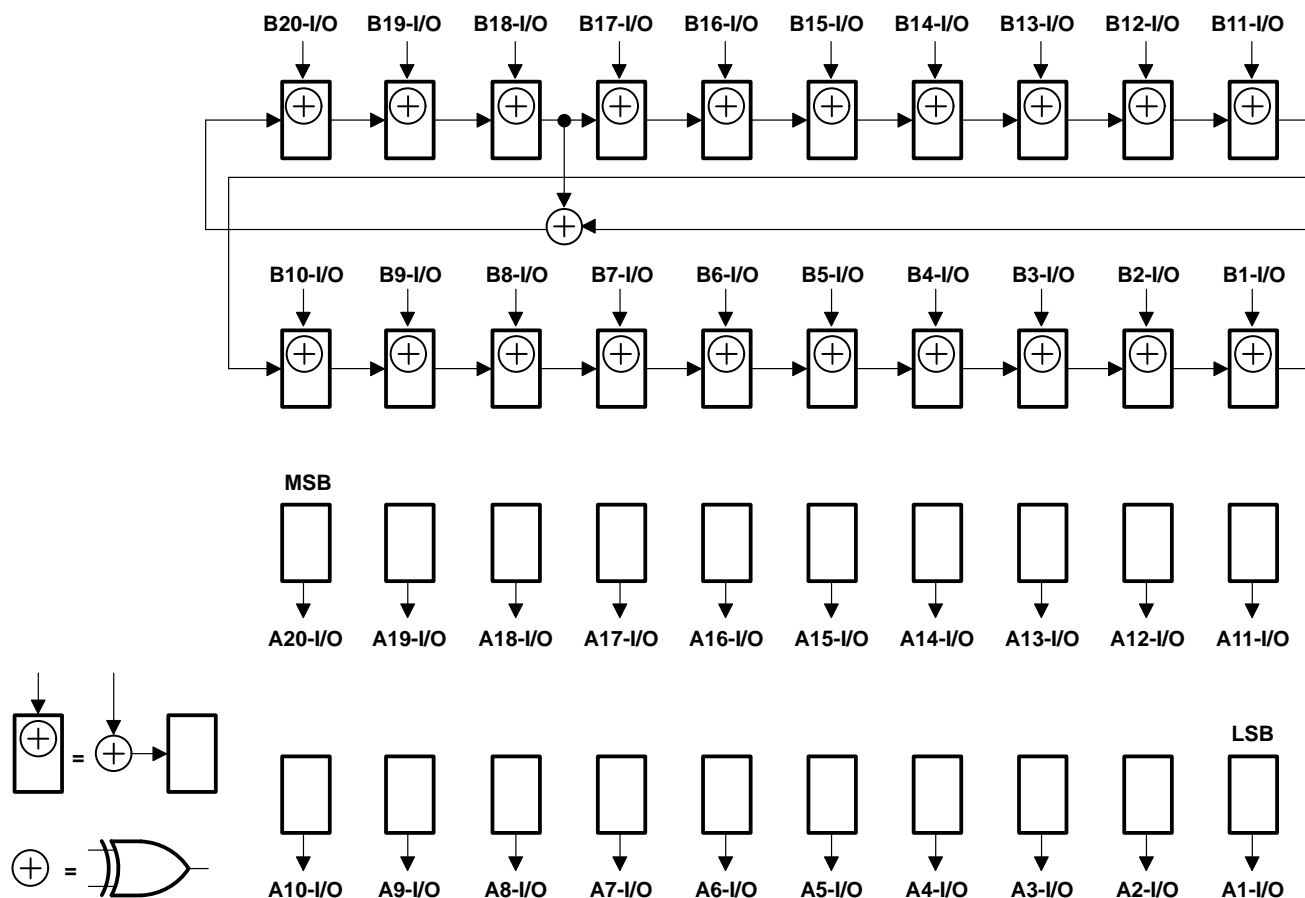 B20-I/O B19-I/O B18-I/O B17-I/O B16-I/O B15-I/O B14-I/O B13-I/O B12-I/O B11-I/O
B10-I/O B9-I/O B8-I/O B7-I/O B6-I/O B5-I/O B4-I/O B3-I/O B2-I/O B1-I/O
MSB
A20-I/O A19-I/O A18-I/O A17-I/O A16-I/O A15-I/O A14-I/O A13-I/O A12-I/O A11-I/O
=
LSB
=
A10-I/O A9-I/O A8-I/O A7-I/O A6-I/O A5-I/O A4-I/O A3-I/O A2-I/O A1-I/O